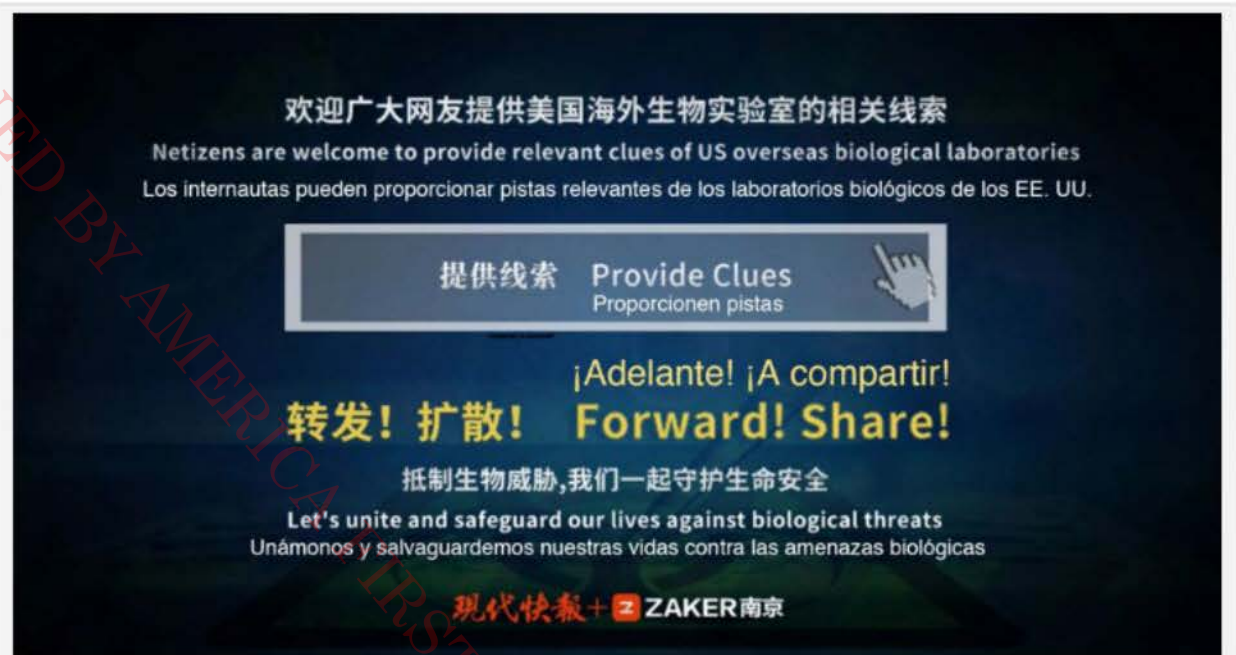 欢迎广大网友提供美国海外生物实验室的相关线索
Netizens are welcome to provide relevant clues of US overseas biological laboratories
Los internautas pueden proporcionar pistas relevantes de los laboratorios biológicos de los EE. UU.
提供线索 Provide Clues
Proporcionen pistas
¡Adelante! ¡A compartir!
转发！扩散！ Forward! Share!
抵制生物威胁,我们一起守护生命安全
Let's unite and safeguard our lives against biological threats
Unámonos y salvaguardemos nuestras vidas contra las amenazas biológicas
现代快报+ Z ZAKER南京
ED BY AMERICA FIRST